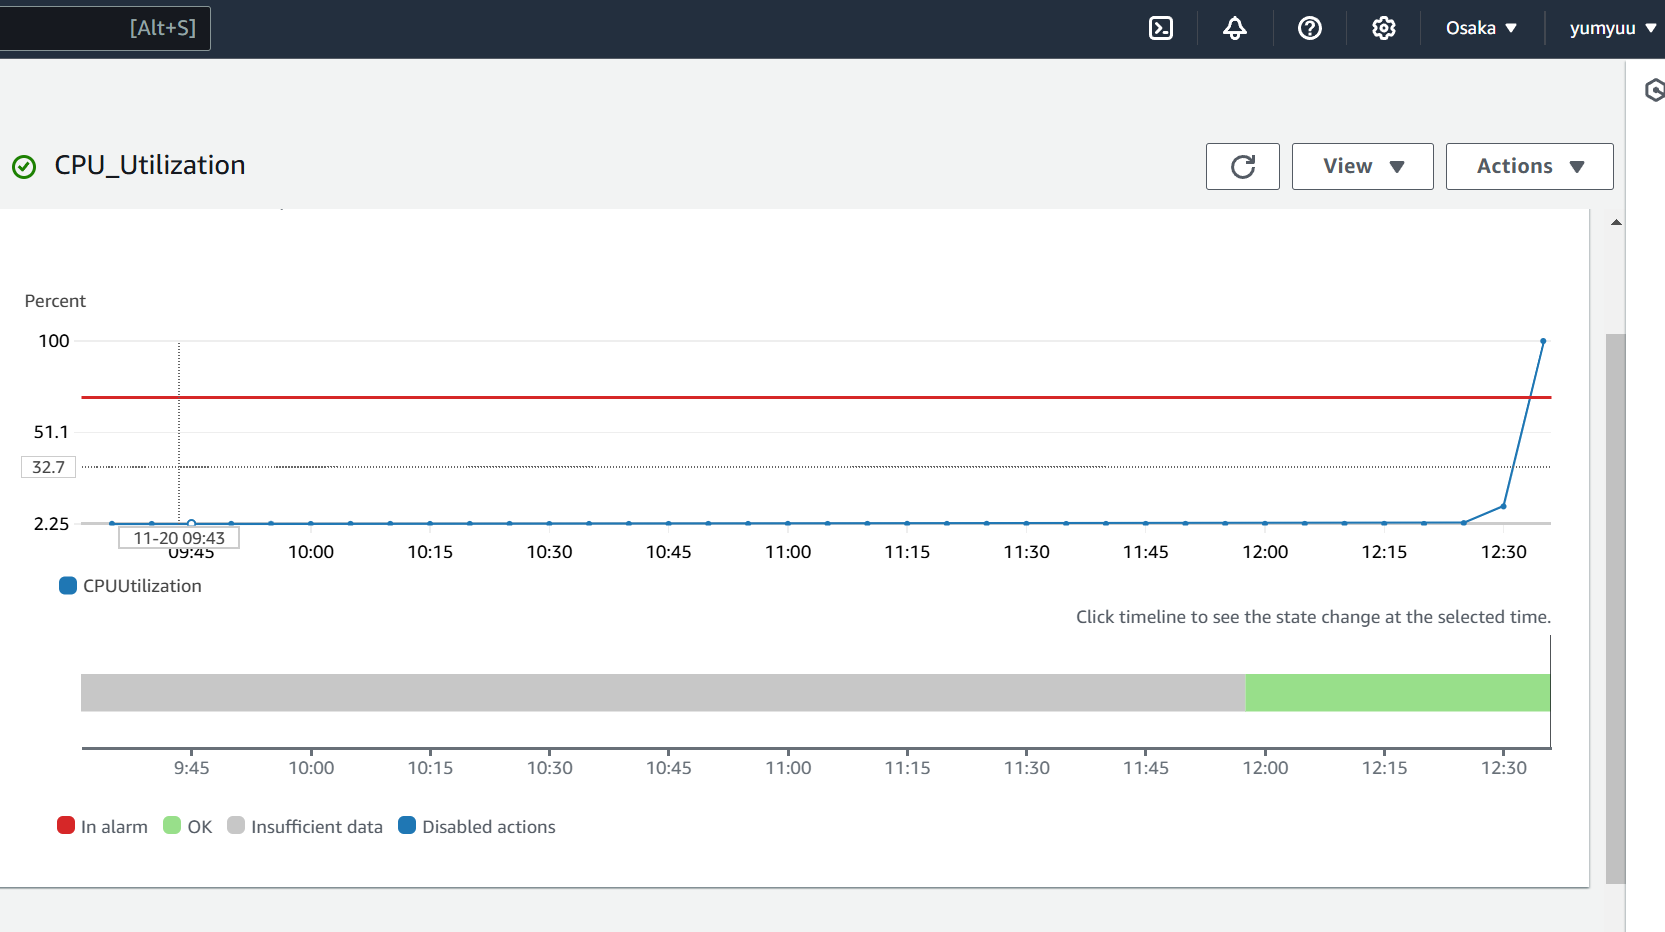 [Alt+S]
Osaka
yumyuu
CPU_Utilization
View
Actions
Percent
100
51.1
32.7
2.25
11-20 09:43
09:45 10:00 10:15 10:30 10:45 11:00 11:15 11:30 11:45 12:00 12:15 12:30
CPUUtilization
Click timeline to see the state change at the selected time.
9:45 10:00 10:15 10:30 10:45 11:00 11:15 11:30 11:45 12:00 12:15 12:30
In alarm OK Insufficient data Disabled actions